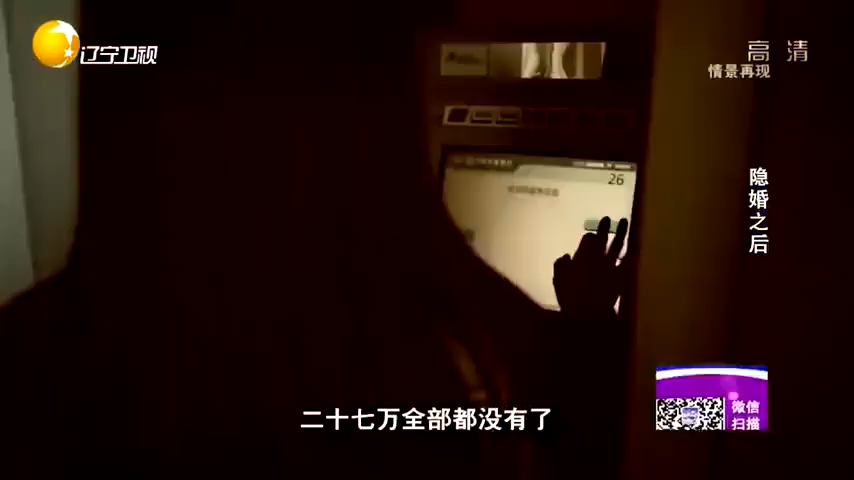 辽宁卫视
高清
情景再现
26
隐婚之后
微信
扫描
二十七万全部都没有了